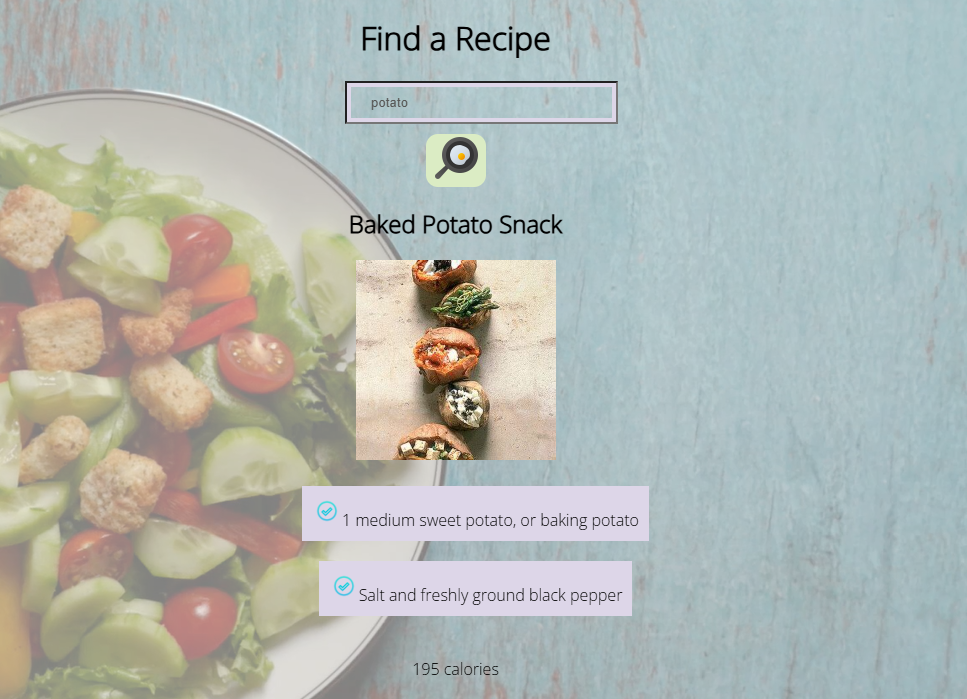 Find a Recipe
potato
Baked Potato Snack
1 medium sweet potato, or baking potato
Salt and freshly ground black pepper
195 calories